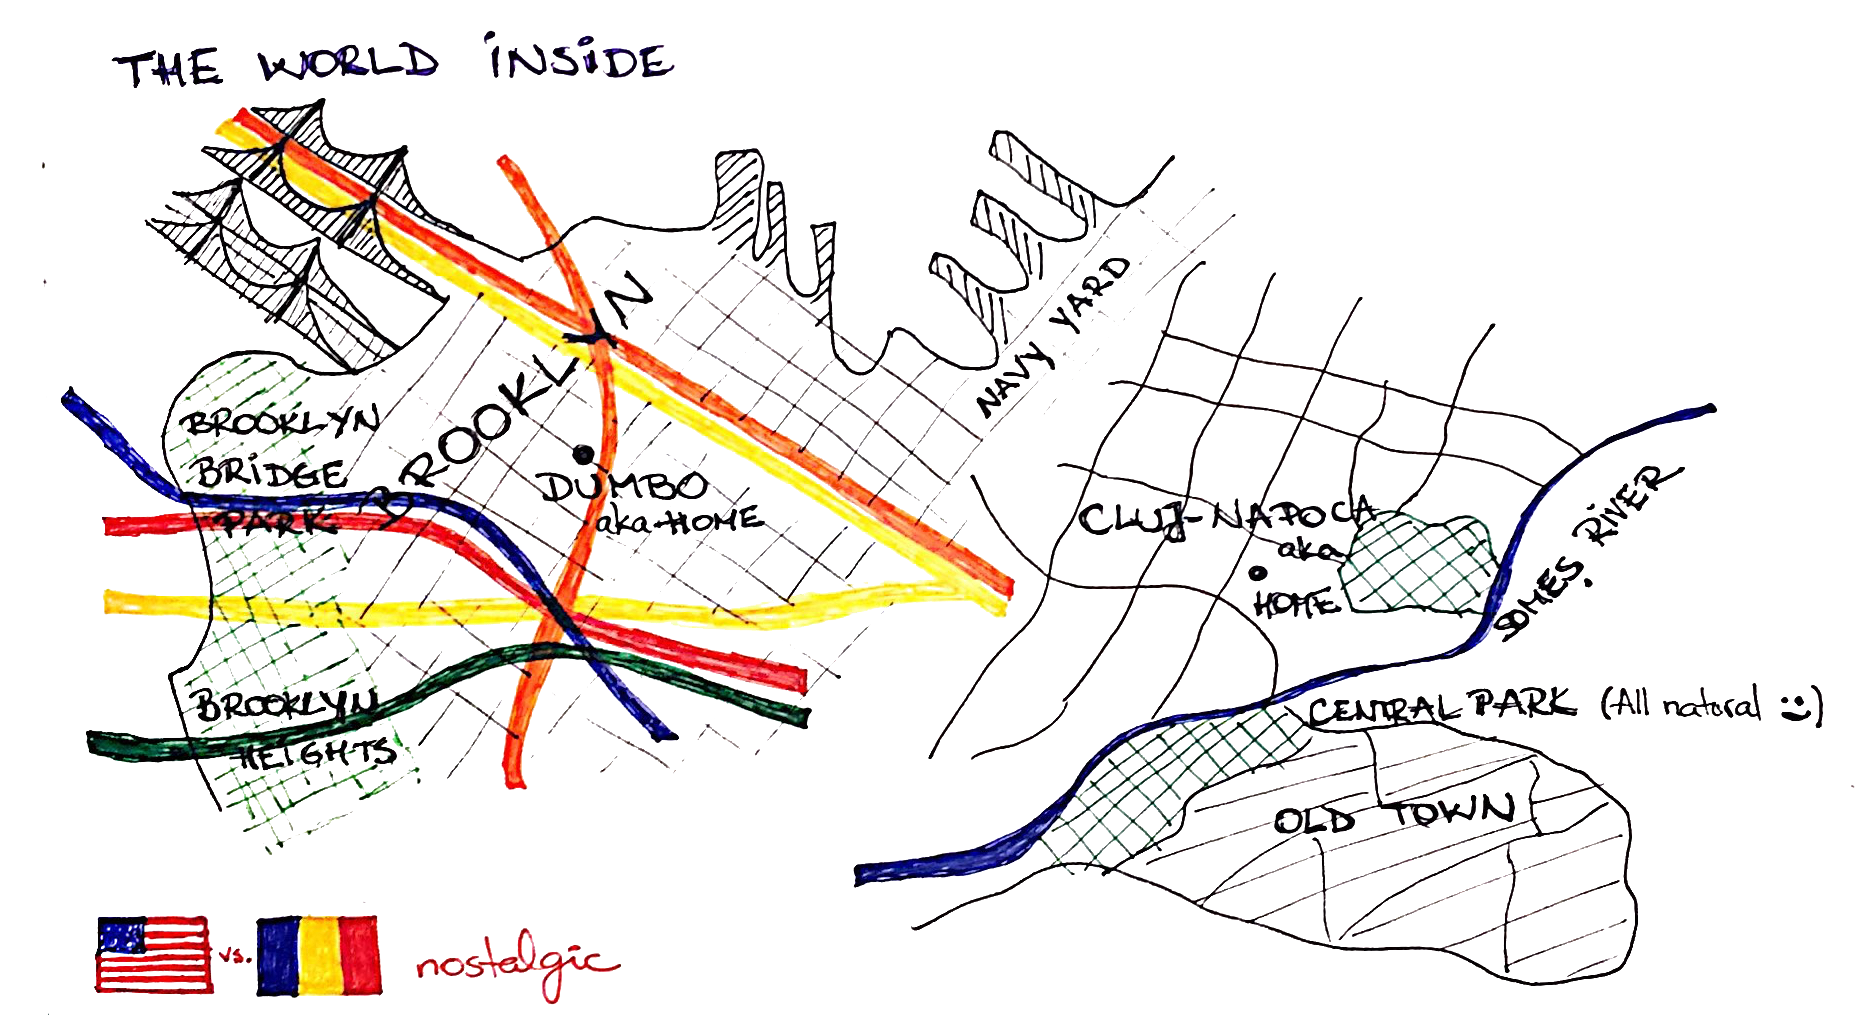 THE WORLD INSIDE
BROOKLYN
NAVY YARD
BROOKLYN
BRIDGE
PARK
DUMBO
aka HOME
BROOKLYN
HEIGHTS
CLUJ-NAPOCA
aka
HOME
SOMES. RIVER
CENTRAL PARK (All natural :))
OLD TOWN
vs.
nostalgic